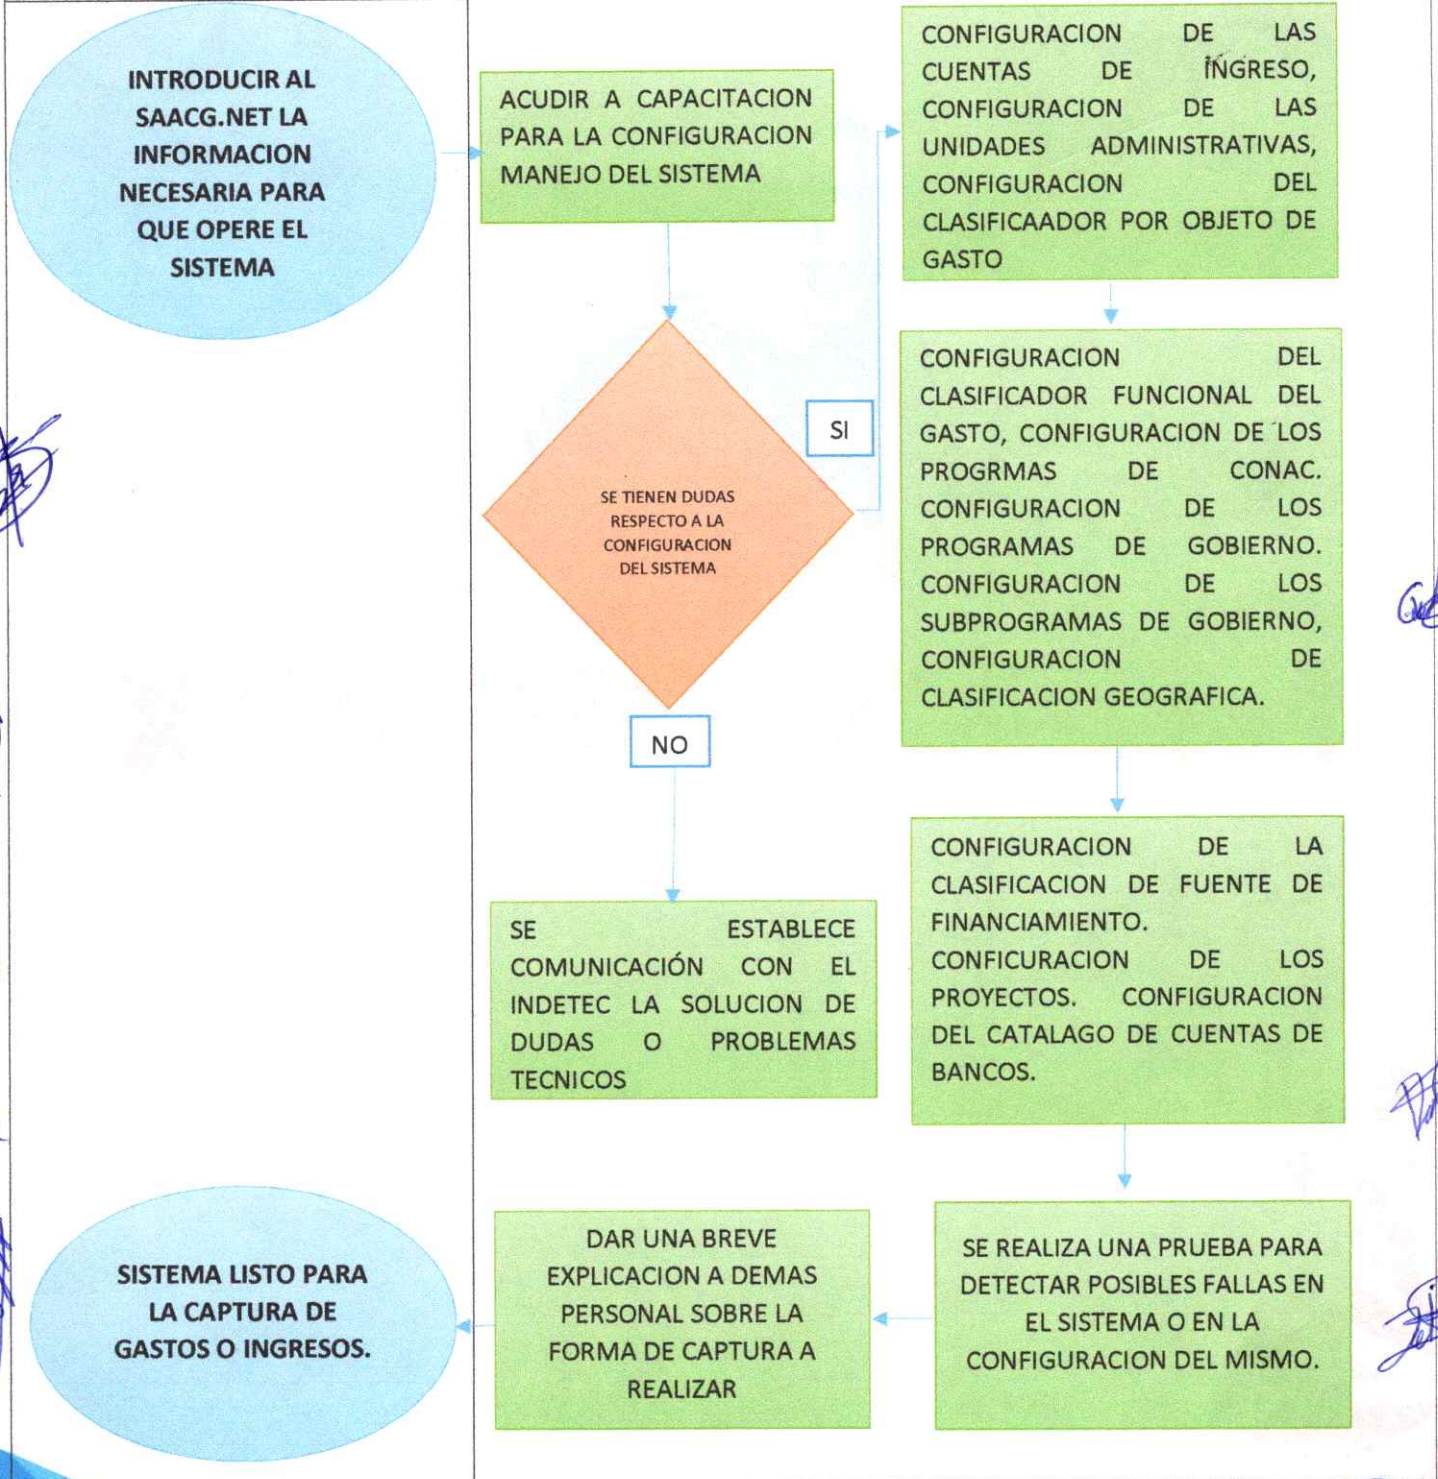 INTRODUCIR AL
SAACG.NET LA
INFORMACION
NECESARIA PARA
QUE OPERE EL
SISTEMA
ACUDIR A CAPACITACION
PARA LA CONFIGURACION
MANEJO DEL SISTEMA
SE TIENEN DUDAS
RESPECTO A LA
CONFIGURACION
DEL SISTEMA
SI
NO
SE ESTABLECE
COMUNICACIÓN CON EL
INDETEC LA SOLUCION DE
DUDAS O PROBLEMAS
TECNICOS
CONFIGURACION DE LAS
CUENTAS DE INGRESO,
CONFIGURACION DE LAS
UNIDADES ADMINISTRATIVAS,
CONFIGURACION DEL
CLASIFICAADOR POR OBJETO DE
GASTO
CONFIGURACION DEL
CLASIFICADOR FUNCIONAL DEL
GASTO, CONFIGURACION DE LOS
PROGRMAS DE CONAC.
CONFIGURACION DE LOS
PROGRAMAS DE GOBIERNO.
CONFIGURACION DE LOS
SUBPROGRAMAS DE GOBIERNO,
CONFIGURACION DE
CLASIFICACION GEOGRAFICA.
CONFIGURACION DE LA
CLASIFICACION DE FUENTE DE
FINANCIAMIENTO.
CONFICURACION DE LOS
PROYECTOS. CONFIGURACION
DEL CATALAGO DE CUENTAS DE
BANCOS.
SE REALIZA UNA PRUEBA PARA
DETECTAR POSIBLES FALLAS EN
EL SISTEMA O EN LA
CONFIGURACION DEL MISMO.
DAR UNA BREVE
EXPLICACION A DEMAS
PERSONAL SOBRE LA
FORMA DE CAPTURA A
REALIZAR
SISTEMA LISTO PARA
LA CAPTURA DE
GASTOS O INGRESOS.